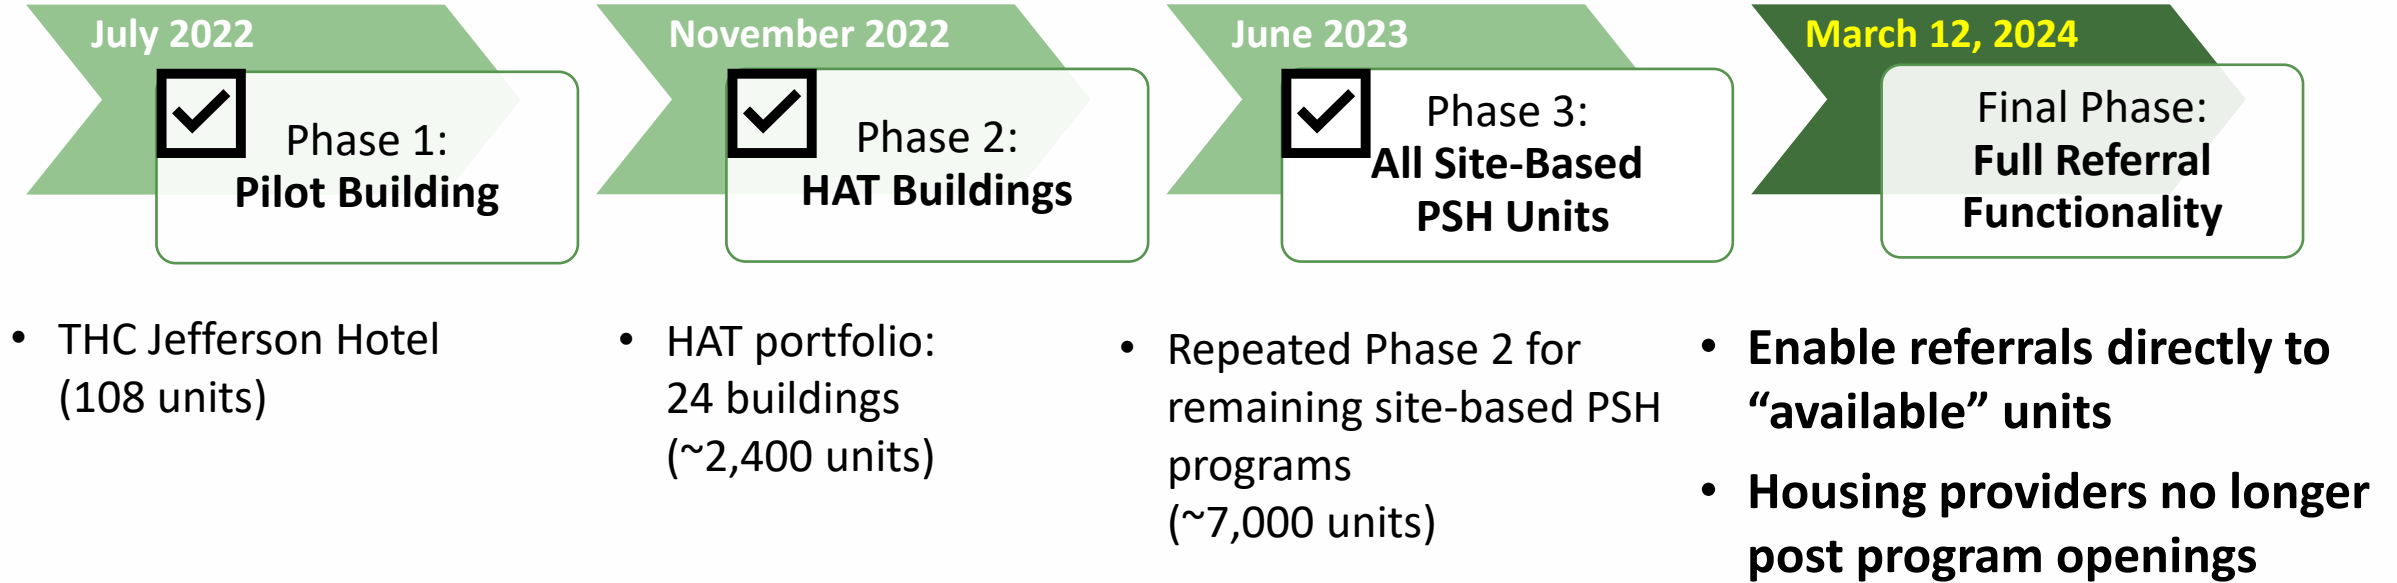 July 2022
Phase 1:
Pilot Building
• THC Jefferson Hotel
(108 units)
November 2022
Phase 2:
HAT Buildings
• HAT portfolio:
24 buildings
(~2,400 units)
June 2023
Phase 3:
All Site-Based
PSH Units
• Repeated Phase 2 for
remaining site-based PSH
programs
(~7,000 units)
March 12, 2024
Final Phase:
Full Referral
Functionality
• Enable referrals directly to
“available” units
• Housing providers no longer
post program openings